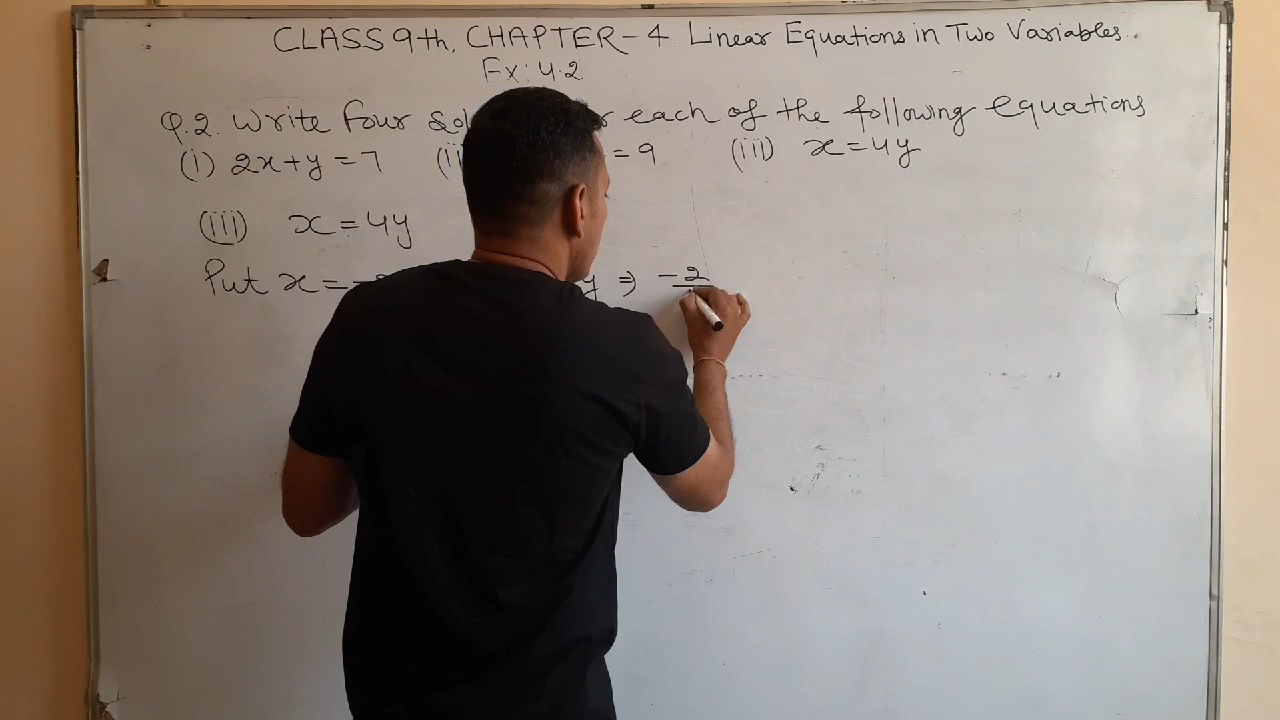 CLASS 9th, CHAPTER-4 Linear Equations in Two Variables.
Ex: 4.2
Q.2. Write four each of the following equations
(i) 2x+y=7 = 9 (iii) x=4y
(iii) x=4y
Put x= y ⇒ -2